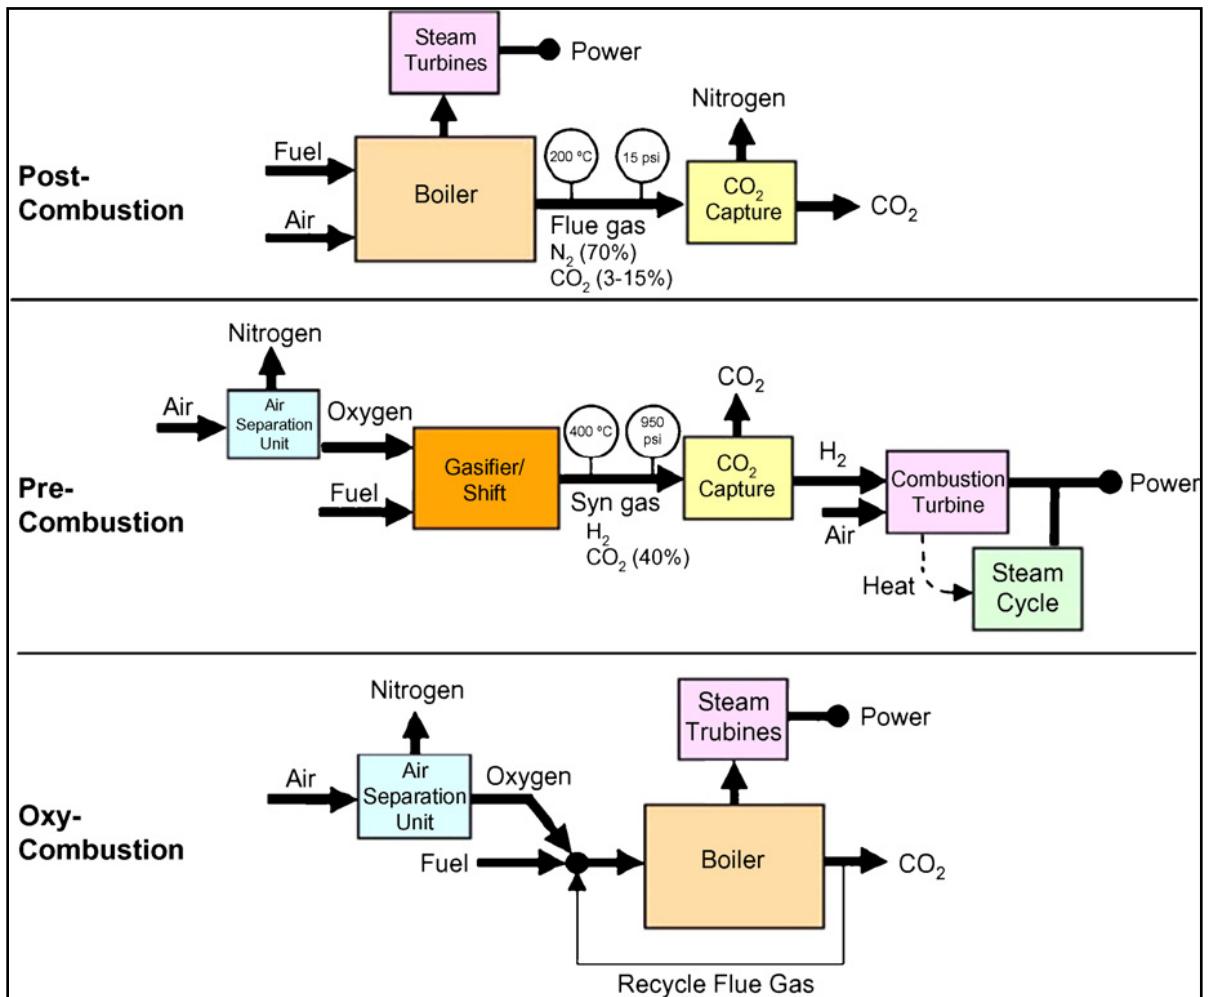 Post-
Combustion
Steam
Turbines
Power
Fuel
Air
Boiler
200 ºC
15 psi
Flue gas
N₂ (70%)
CO₂ (3-15%)
Nitrogen
CO₂
Capture
CO₂
Pre-
Combustion
Nitrogen
Air
Air
Separation
Unit
Oxygen
Fuel
Gasifier/
Shift
400 ºC
950
psi
Syn gas
H₂
CO₂ (40%)
CO₂
CO₂
Capture
H₂
Air
Combustion
Turbine
Power
Heat
Steam
Cycle
Oxy-
Combustion
Nitrogen
Air
Air
Separation
Unit
Oxygen
Fuel
Steam
Trubines
Power
Boiler
CO₂
Recycle Flue Gas